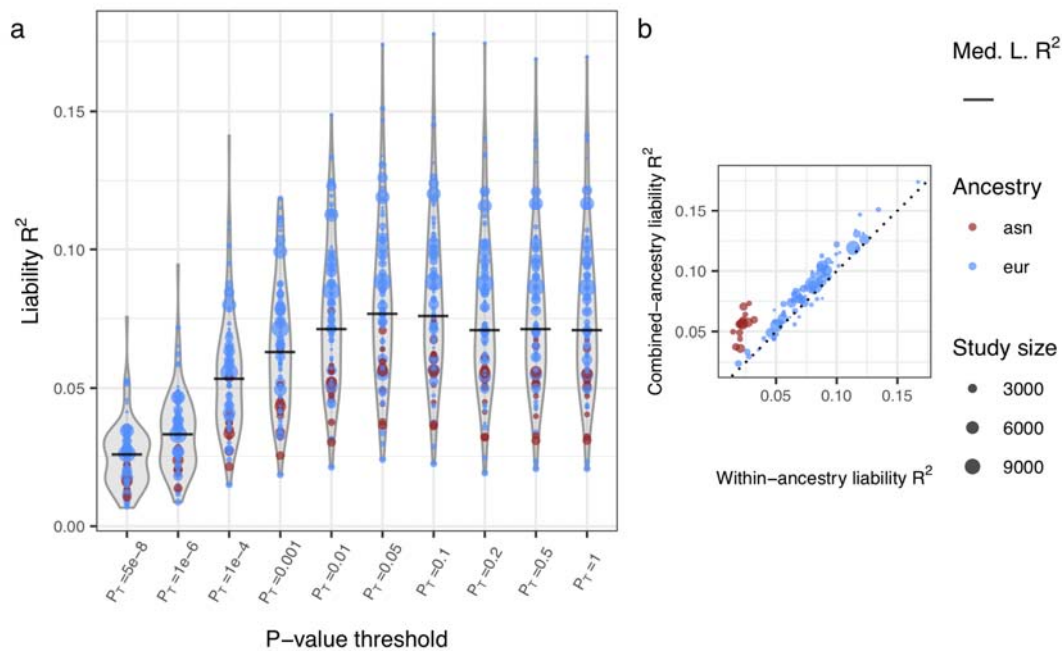 a
Liability R²
0.15
0.10
0.05
0.00
P_T =5e−8
P_T =1e−6
P_T =1e−4
P_T =0.001
P_T =0.01
P_T =0.05
P_T =0.1
P_T =0.2
P_T =0.5
P_T =1
P−value threshold
b
Combined−ancestry liability R²
0.15
0.10
0.05
0.05
0.10
0.15
Within−ancestry liability R²
Med. L. R²
Ancestry
asn
eur
Study size
3000
6000
9000